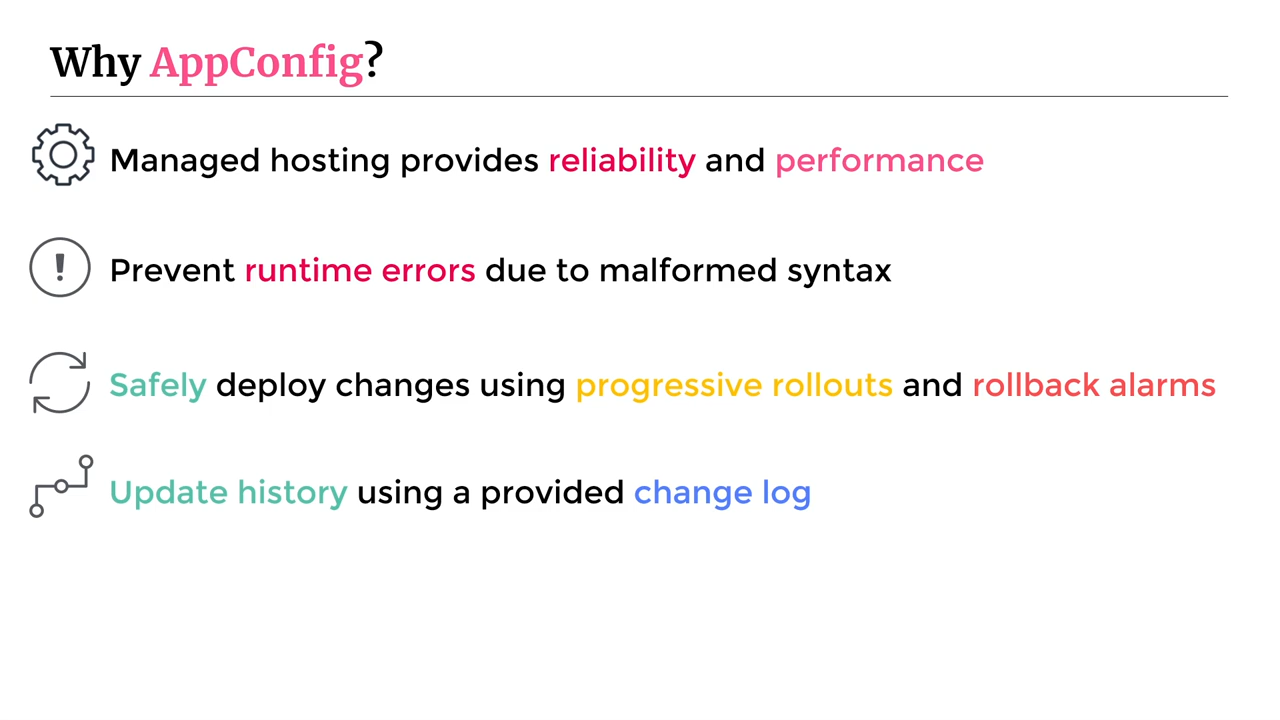 Why AppConfig?
Managed hosting provides reliability and performance
Prevent runtime errors due to malformed syntax
Safely deploy changes using progressive rollouts and rollback alarms
Update history using a provided change log